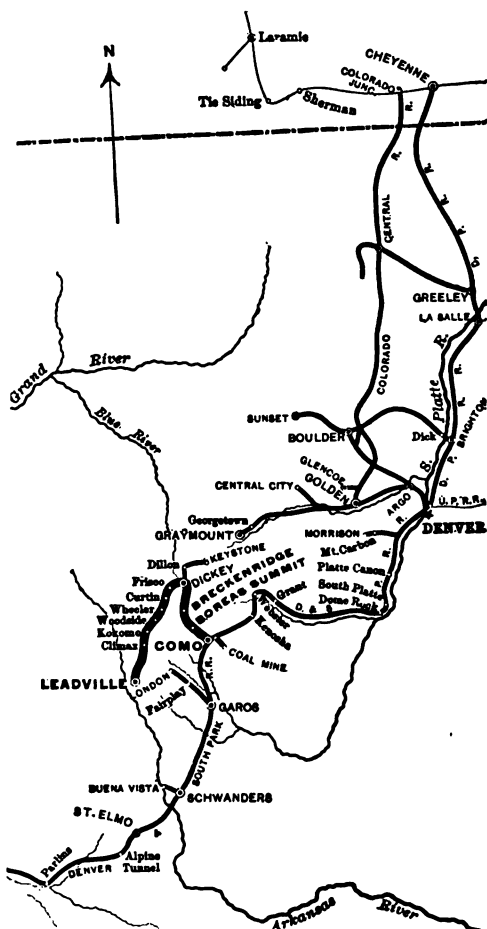 N
Laramie
CHEYENNE
COLORADO
JUNC.
Tie Siding
Sherman
R.
R.
CENTRAL
COLORADO
R.
R.
P.
D.
GREELEY
LA SALLE
Grand River
Blue River
S. Platte R.
SUNSET
BOULDER
Dick
BRIGHTON
D. P. R. R.
GLENCOE
GOLDEN
CENTRAL CITY
ARGO
U.P.R.Rs
DENVER
Georgetown
GRAYMOUNT
MORRISON
Mt. Carbon
R.
R.
Platte Canon
P.
South Platte
Dome Rock
D. & S.
Dillon
KEYSTONE
Frisco
DICKEY
BRECKENRIDGE
BOREAS SUMMIT
Curtin
Wheeler
Woodside
Kokomo
Climax
Grant
Webster
Kenosha
COMO
COAL MINE
R.R.
LEADVILLE
LONDON
Fairplay
GAROS
SOUTH PARK
BUENA VISTA
SCHWANDERS
ST. ELMO
&
Alpine
Tunnel
DENVER
Parlins
Arkansas River